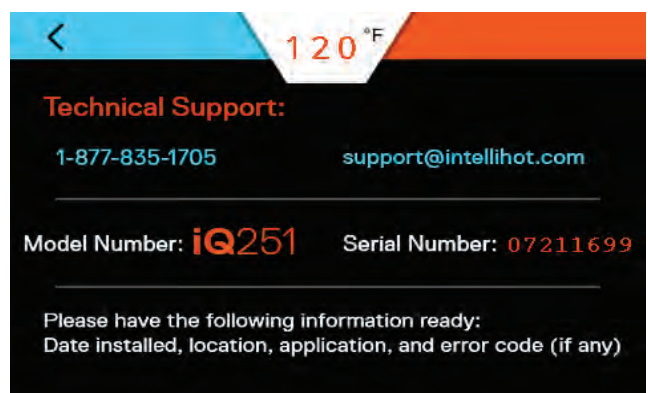 120 °F
Technical Support:
1-877-835-1705 support@intellihot.com
Model Number: iQ251 Serial Number: 07211699
Please have the following information ready:
Date installed, location, application, and error code (if any)